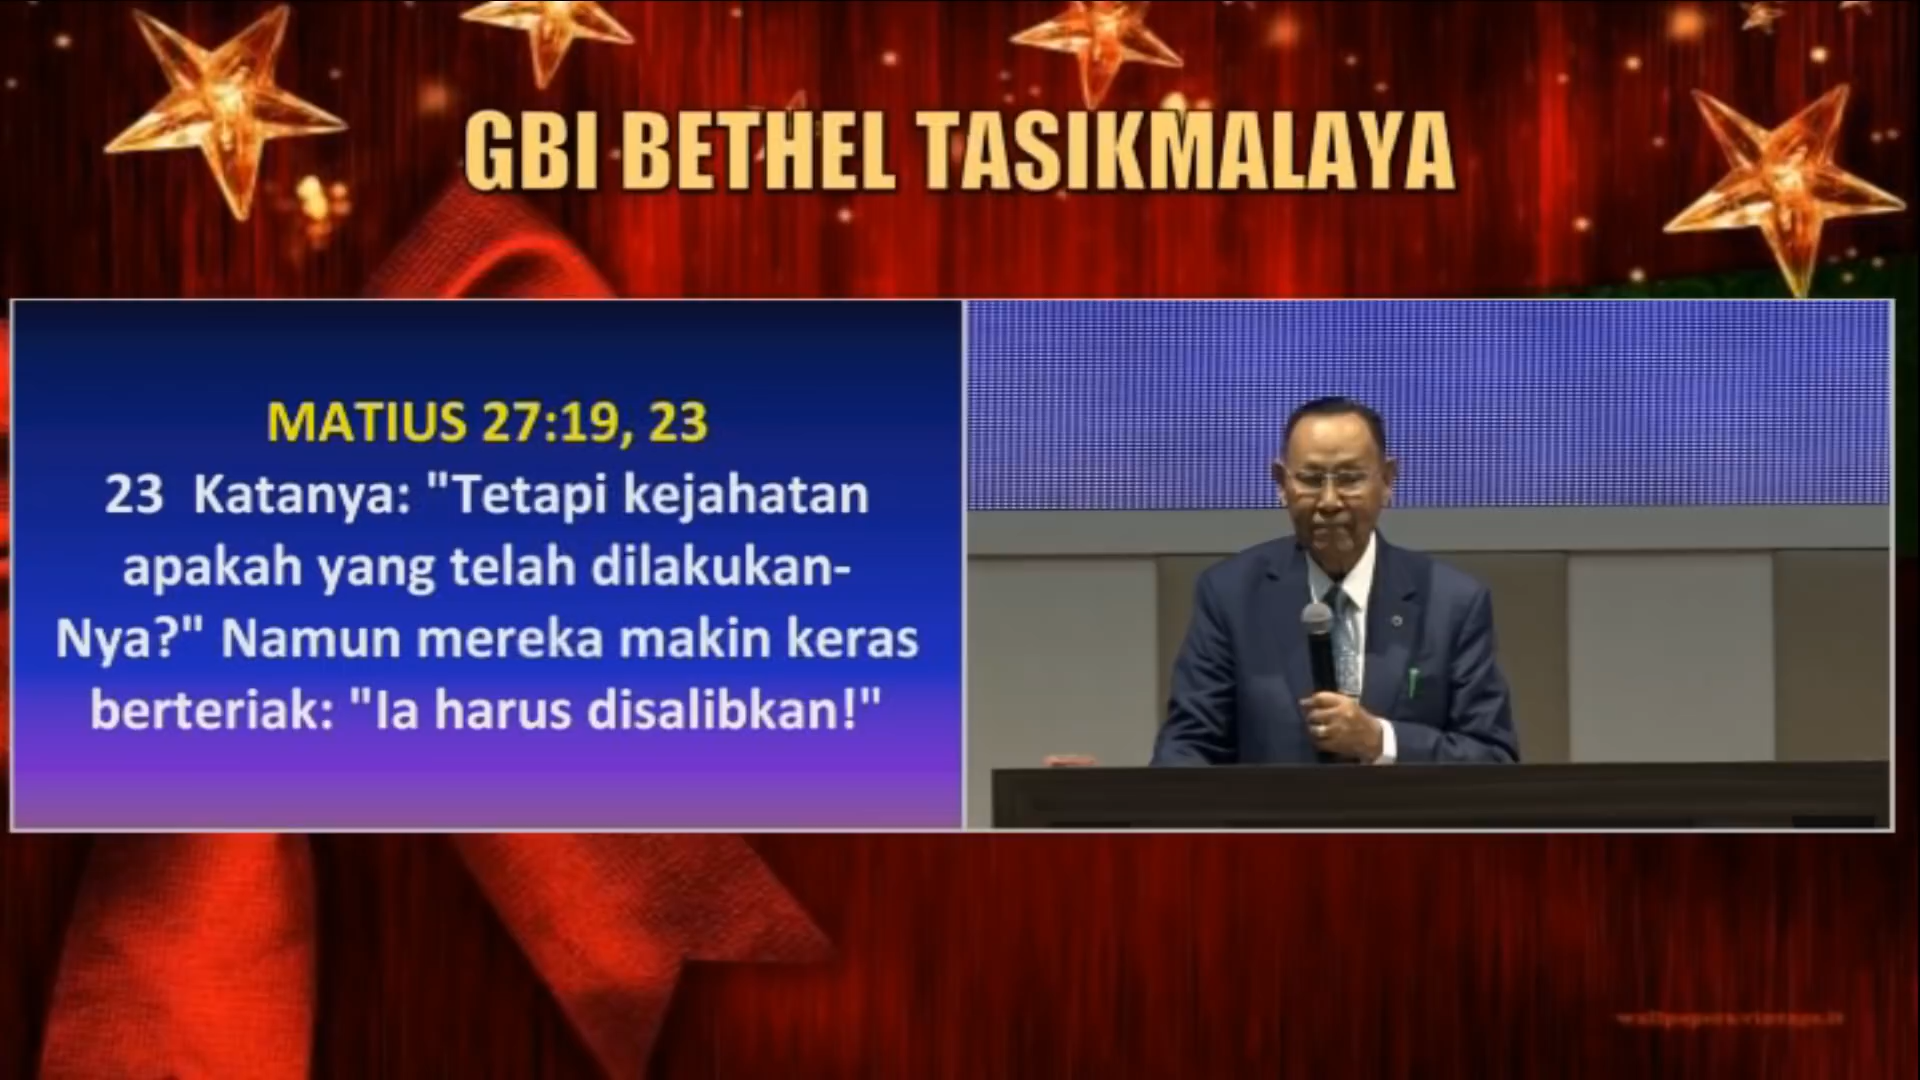 GBI BETHEL TASIKMALAYA
MATIUS 27:19, 23
23 Katanya: "Tetapi kejahatan
apakah yang telah dilakukan-
Nya?" Namun mereka makin keras
berteriak: "Ia harus disalibkan!"